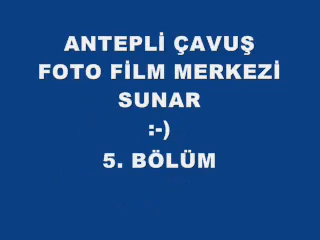 ANTEPLİ ÇAVUŞ
FOTO FİLM MERKEZİ
SUNAR
:-)
5. BÖLÜM